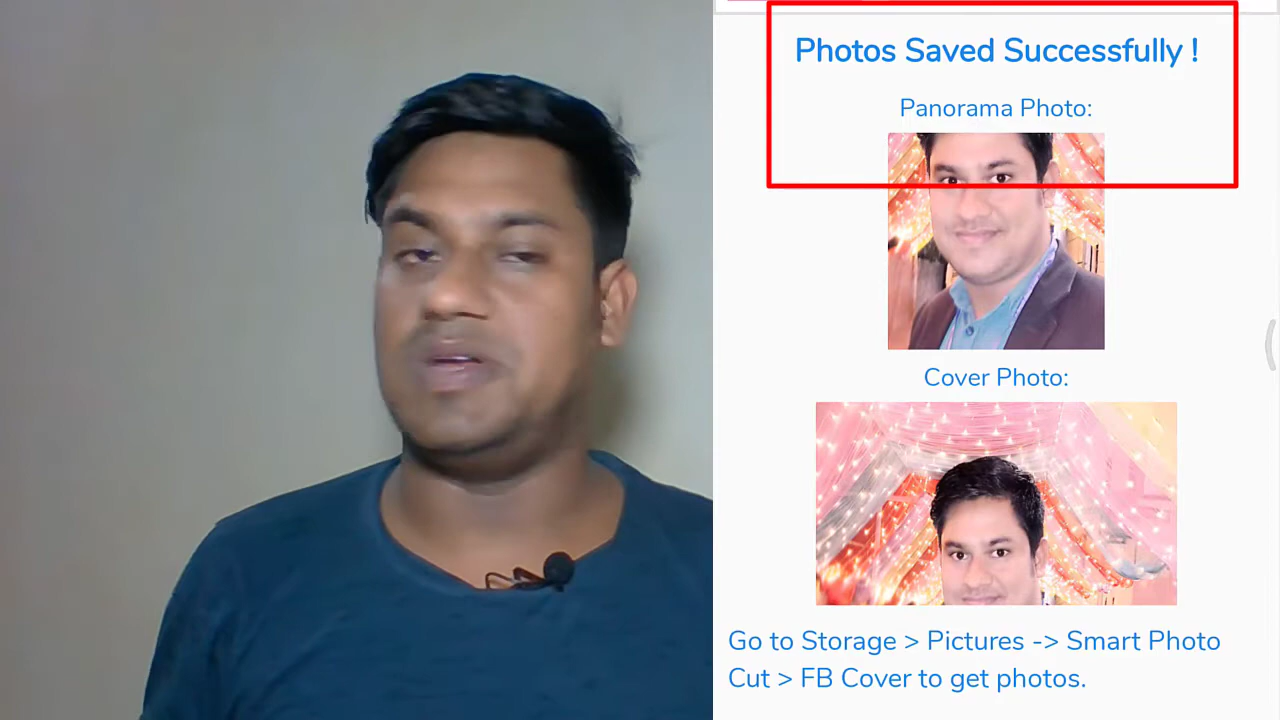 Photos Saved Successfully !
Panorama Photo:
Cover Photo:
Go to Storage > Pictures -> Smart Photo
Cut > FB Cover to get photos.